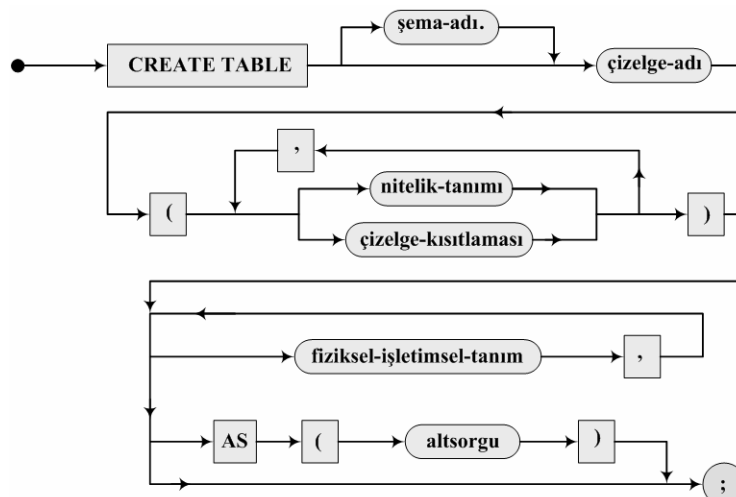 şema-adı.
CREATE TABLE çizelge-adı
,
nitelik-tanımı
( )
çizelge-kısıtlaması
fiziksel-işletimsel-tanım ,
AS ( altsorgu )
;